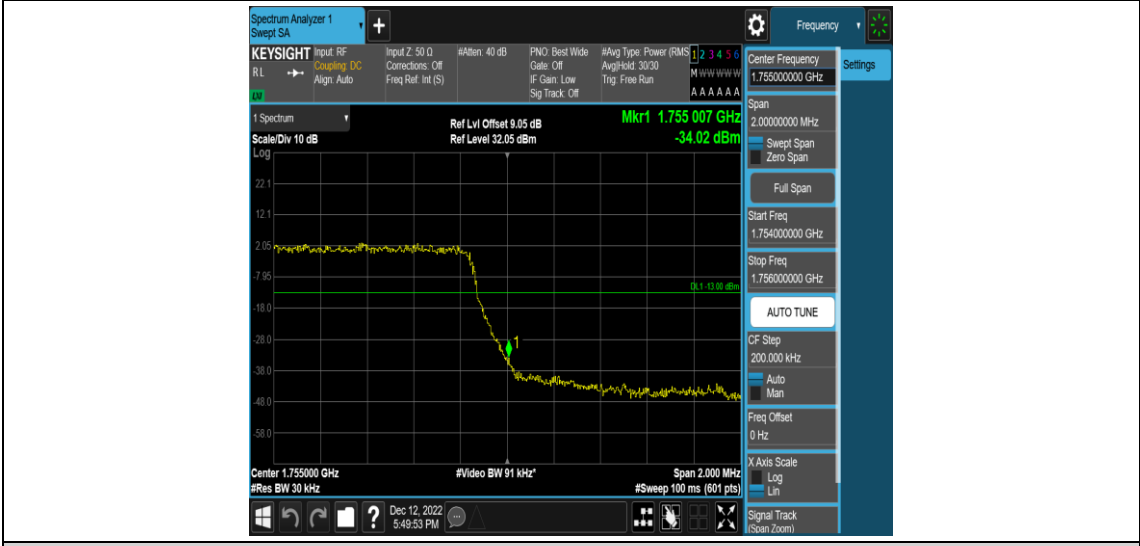 Spectrum Analyzer 1
Swept SA
+
Frequency
Settings
KEYSIGHT
RL
Input: RF
Coupling: DC
Align: Auto
Input Z: 50 Ω
Corrections: Off
Freq Ref: Int (S)
#Atten: 40 dB
PNO: Best Wide
Gate: Off
IF Gain: Low
Sig Track: Off
#Avg Type: Power (RMS
Avg|Hold: 30/30
Trig: Free Run
1 2 3 4 5 6
M W W W W W
A A A A A A
1 Spectrum
Scale/Div 10 dB
Log
Ref Lvl Offset 9.05 dB
Ref Level 32.05 dBm
Mkr1 1.755 007 GHz
-34.02 dBm
22.1
12.1
2.05
-7.95
-18.0
-28.0
-38.0
-48.0
-58.0
DL1 -13.00 dBm
1
Center 1.755000 GHz
#Res BW 30 kHz
#Video BW 91 kHz*
Span 2.000 MHz
#Sweep 100 ms (601 pts)
Center Frequency
1.755000000 GHz
Span
2.00000000 MHz
Swept Span
Zero Span
Full Span
Start Freq
1.754000000 GHz
Stop Freq
1.756000000 GHz
AUTO TUNE
CF Step
200.000 kHz
Auto
Man
Freq Offset
0 Hz
X Axis Scale
Log
Lin
Signal Track
(Span Zoom)
?
Dec 12, 2022
5:49:53 PM